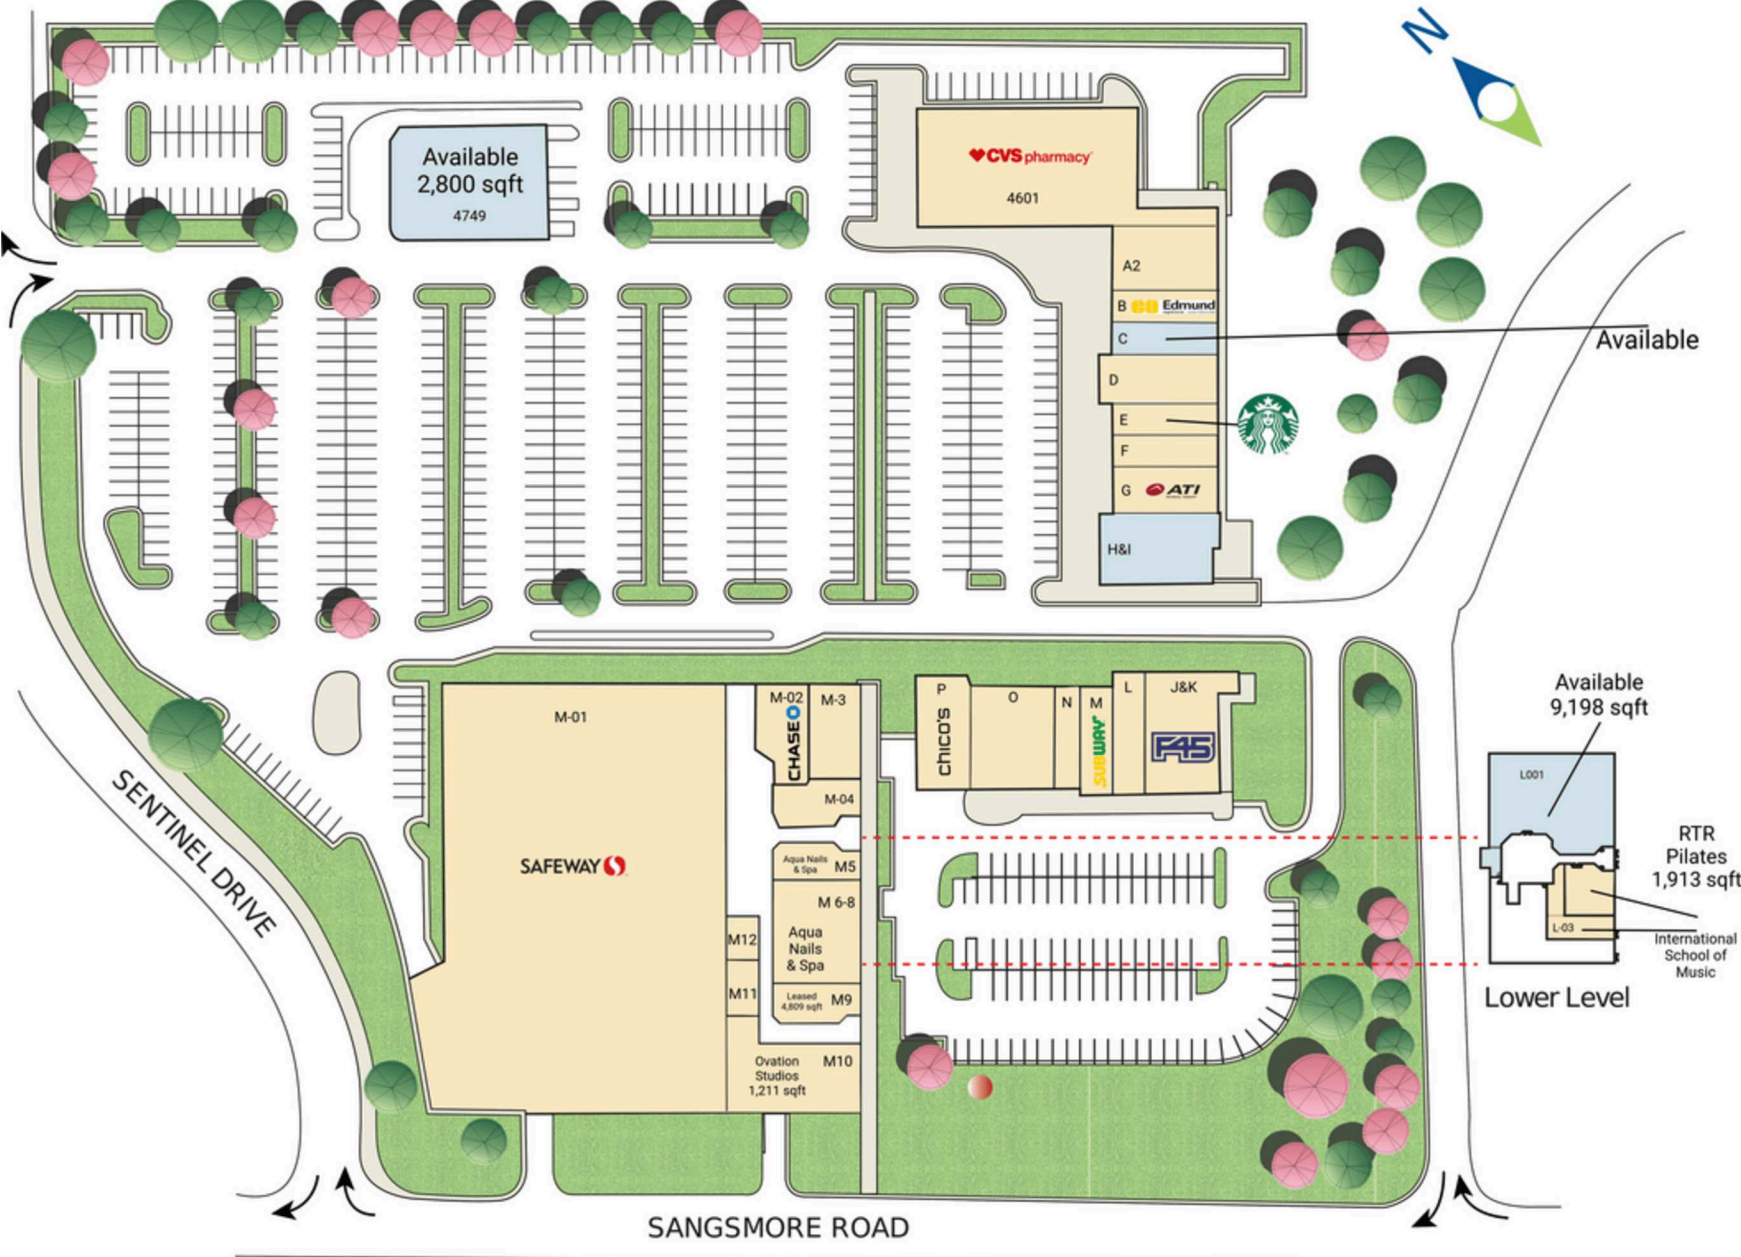 N
Available
2,800 sqft
4749
CVS pharmacy
4601
A2
B
Edmund
C
Available
D
E
F
G
ATI
H&I
M-01
M-02
M-3
CHASE
M-04
SAFEWAY
Aqua Nails
& Spa
M5
M 6-8
Aqua
Nails
& Spa
M12
M11
Leased
4,809 sqft
M9
M10
Ovation
Studios
1,211 sqft
P
chico's
O
N
M
SUBWAY
L
J&K
F45
Available
9,198 sqft
L001
RTR
Pilates
1,913 sqft
L-03
International
School of
Music
Lower Level
SENTINEL DRIVE
SANGSMORE ROAD